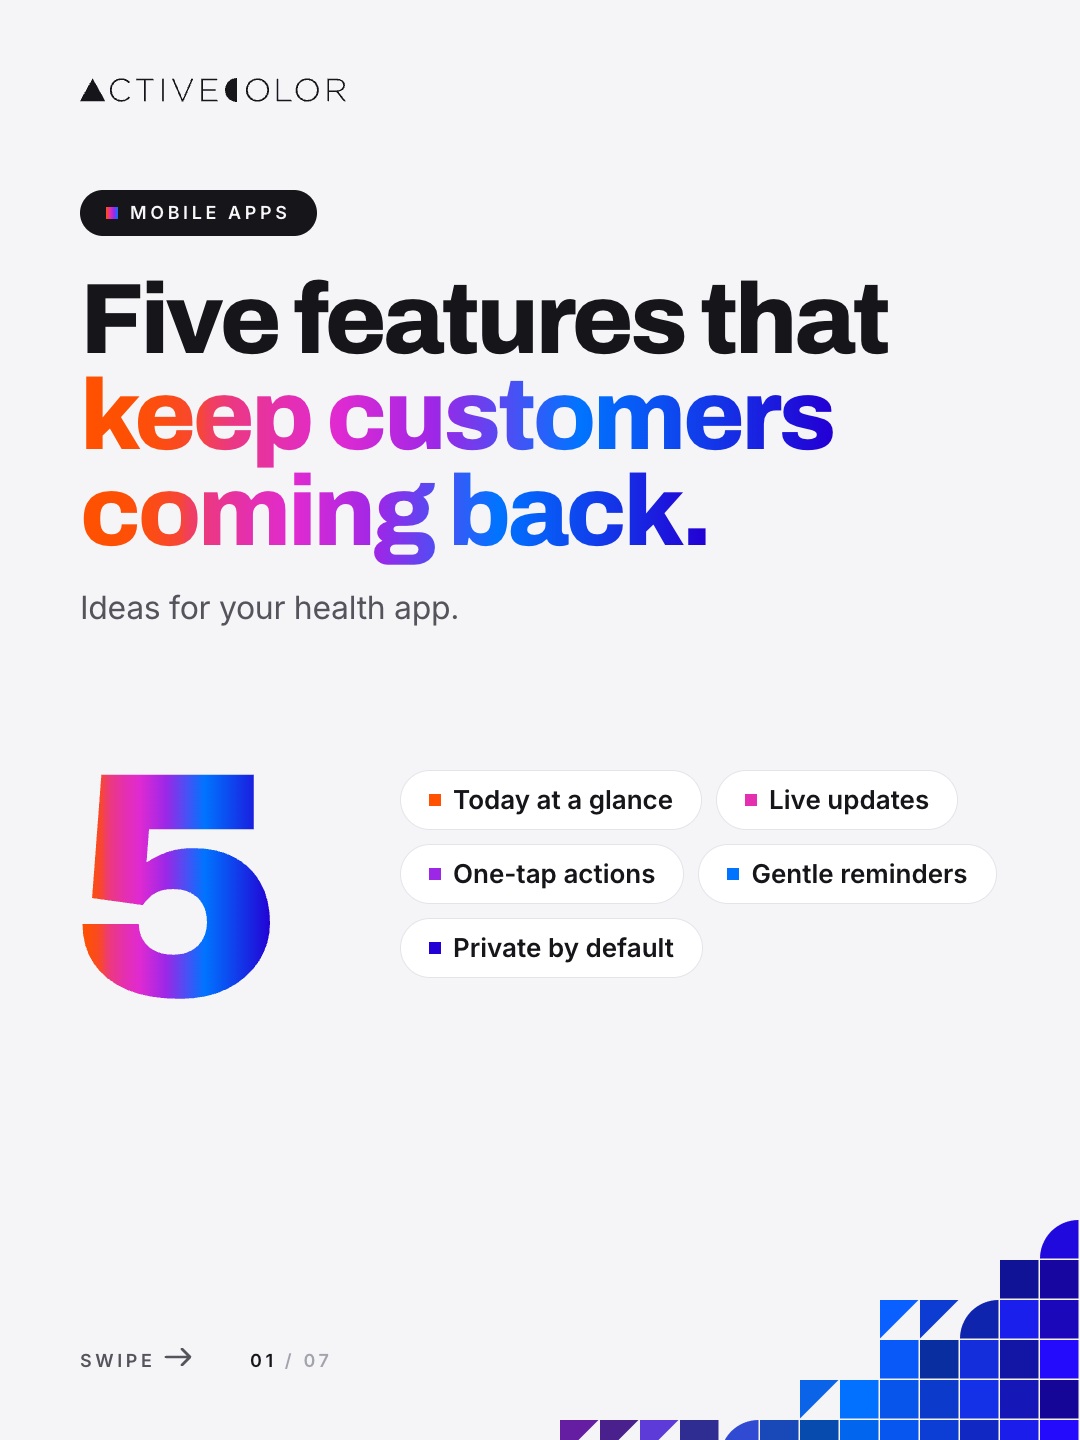 ACTIVECOLOR
MOBILE APPS
Five features that
keep customers
coming back.
Ideas for your health app.
5
Today at a glance
Live updates
One-tap actions
Gentle reminders
Private by default
SWIPE → 01 / 07